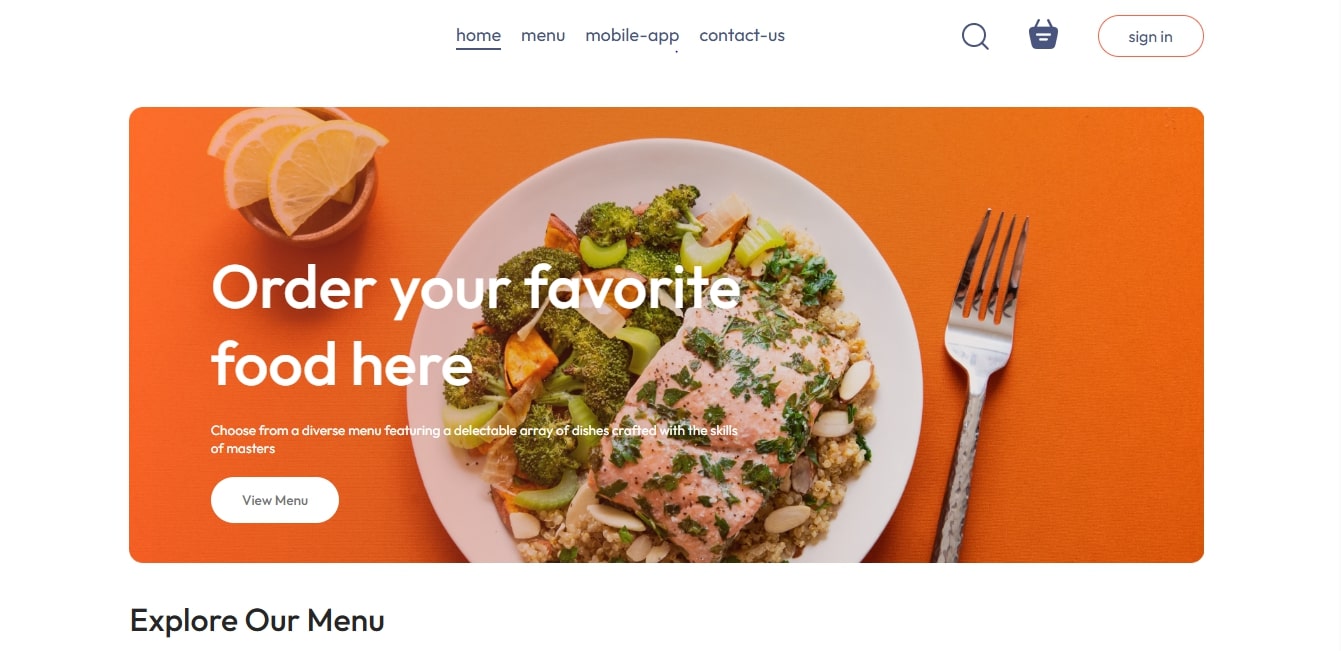 home menu mobile-app contact-us sign in
Order your favorite
food here
Choose from a diverse menu featuring a delectable array of dishes crafted with the skills
of masters
View Menu
Explore Our Menu